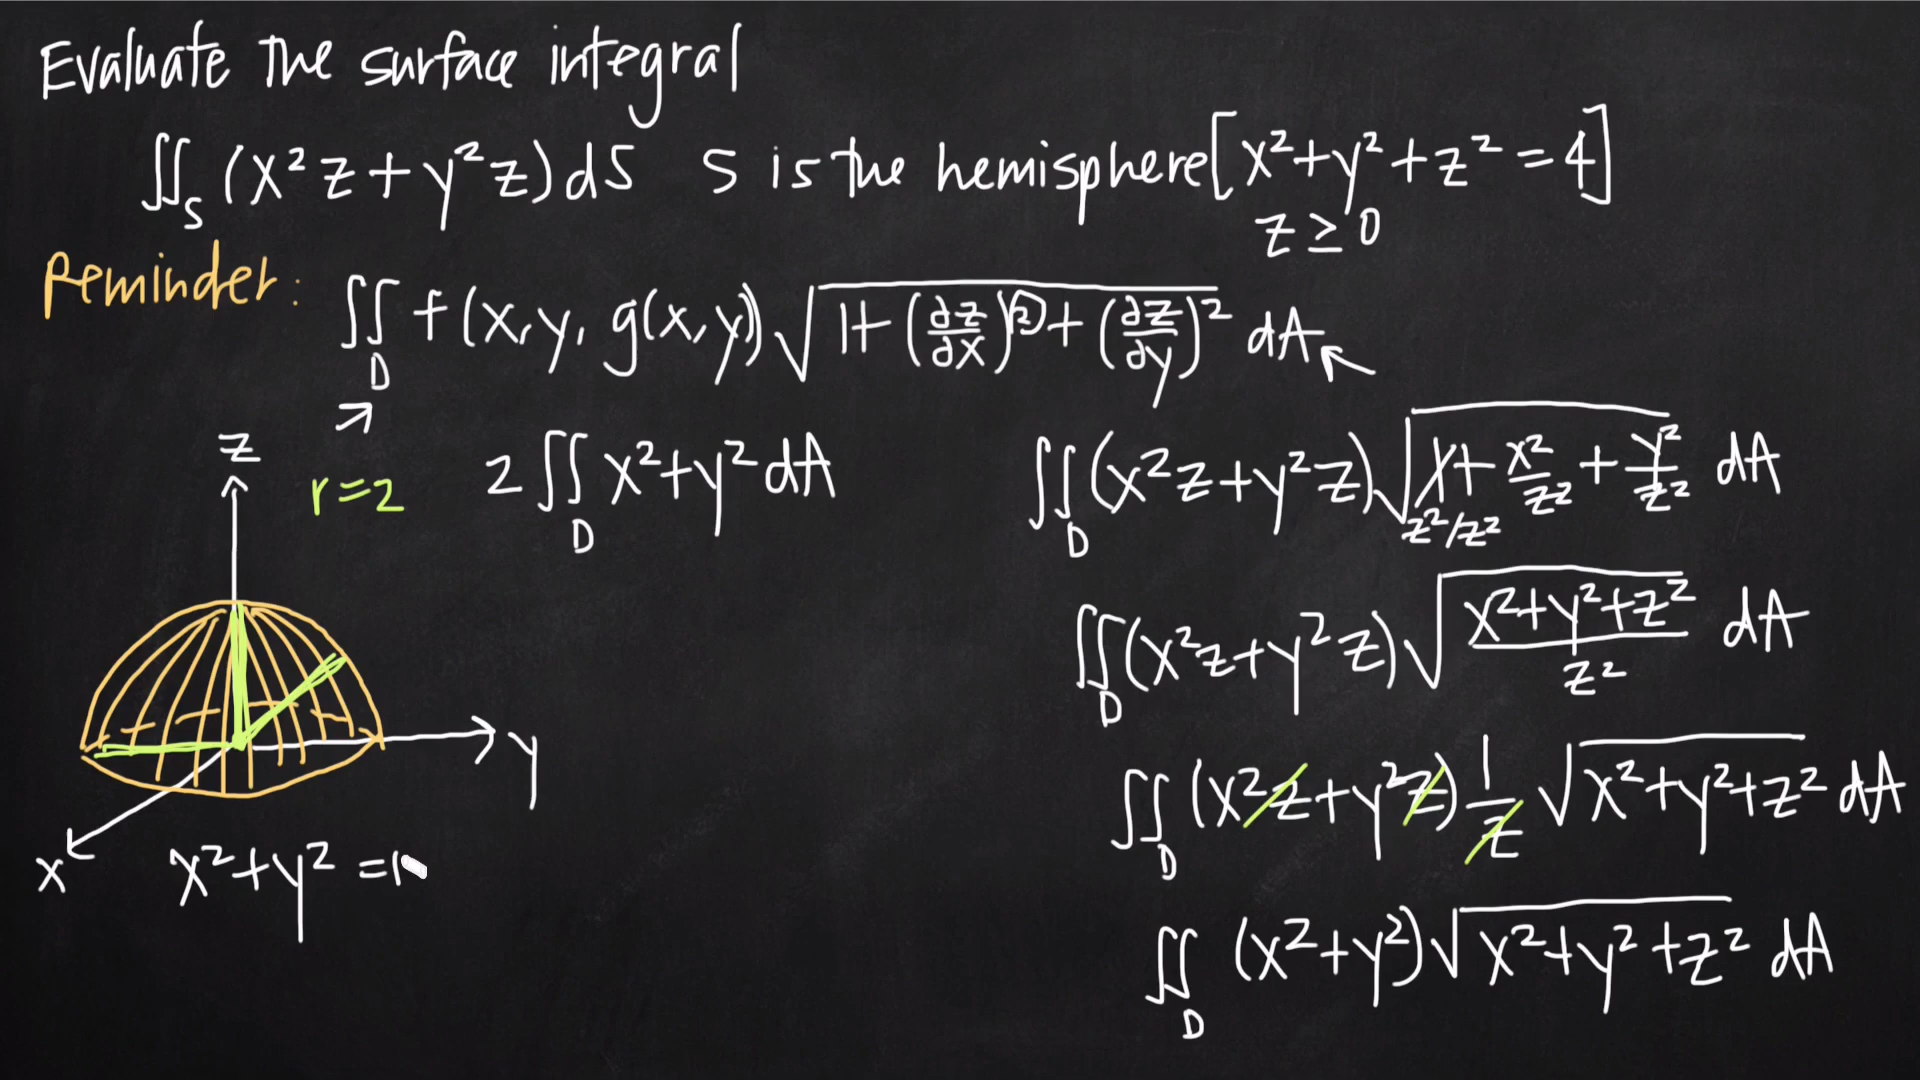 Evaluate the surface integral
∬_S (x²z+y²z)dS S is the hemisphere [x²+y²+z²=4]
z≥0
Reminder: ∬_D f(x,y,g(x,y))√(1+(∂z/∂x)²+(∂z/∂y)²) dA
r=2
2∬_D x²+y² dA
∬_D (x²z+y²z)√(1+x²/z²+y²/z²) dA
z²/z²
∬_D (x²z+y²z)√((x²+y²+z²)/z²) dA
∬_D (x²z+y²z) 1/z √(x²+y²+z²) dA
∬_D (x²+y²)√(x²+y²+z²) dA
z
y
x
x²+y² =